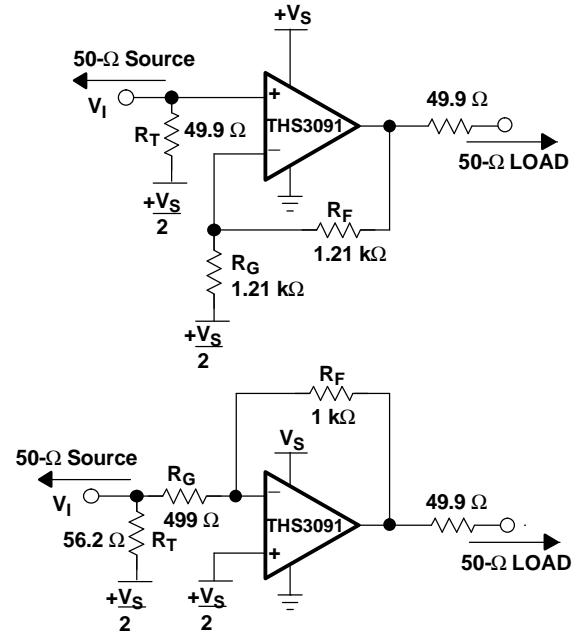 +VS
50-Ω Source
VI
RT
49.9 Ω
+VS
2
+
THS3091
−
49.9 Ω
50-Ω LOAD
RF
1.21 kΩ
RG
1.21 kΩ
+VS
2
RF
1 kΩ
VS
50-Ω Source
VI
RG
499 Ω
56.2 Ω
RT
+VS
2
+VS
2
−
THS3091
+
49.9 Ω
50-Ω LOAD